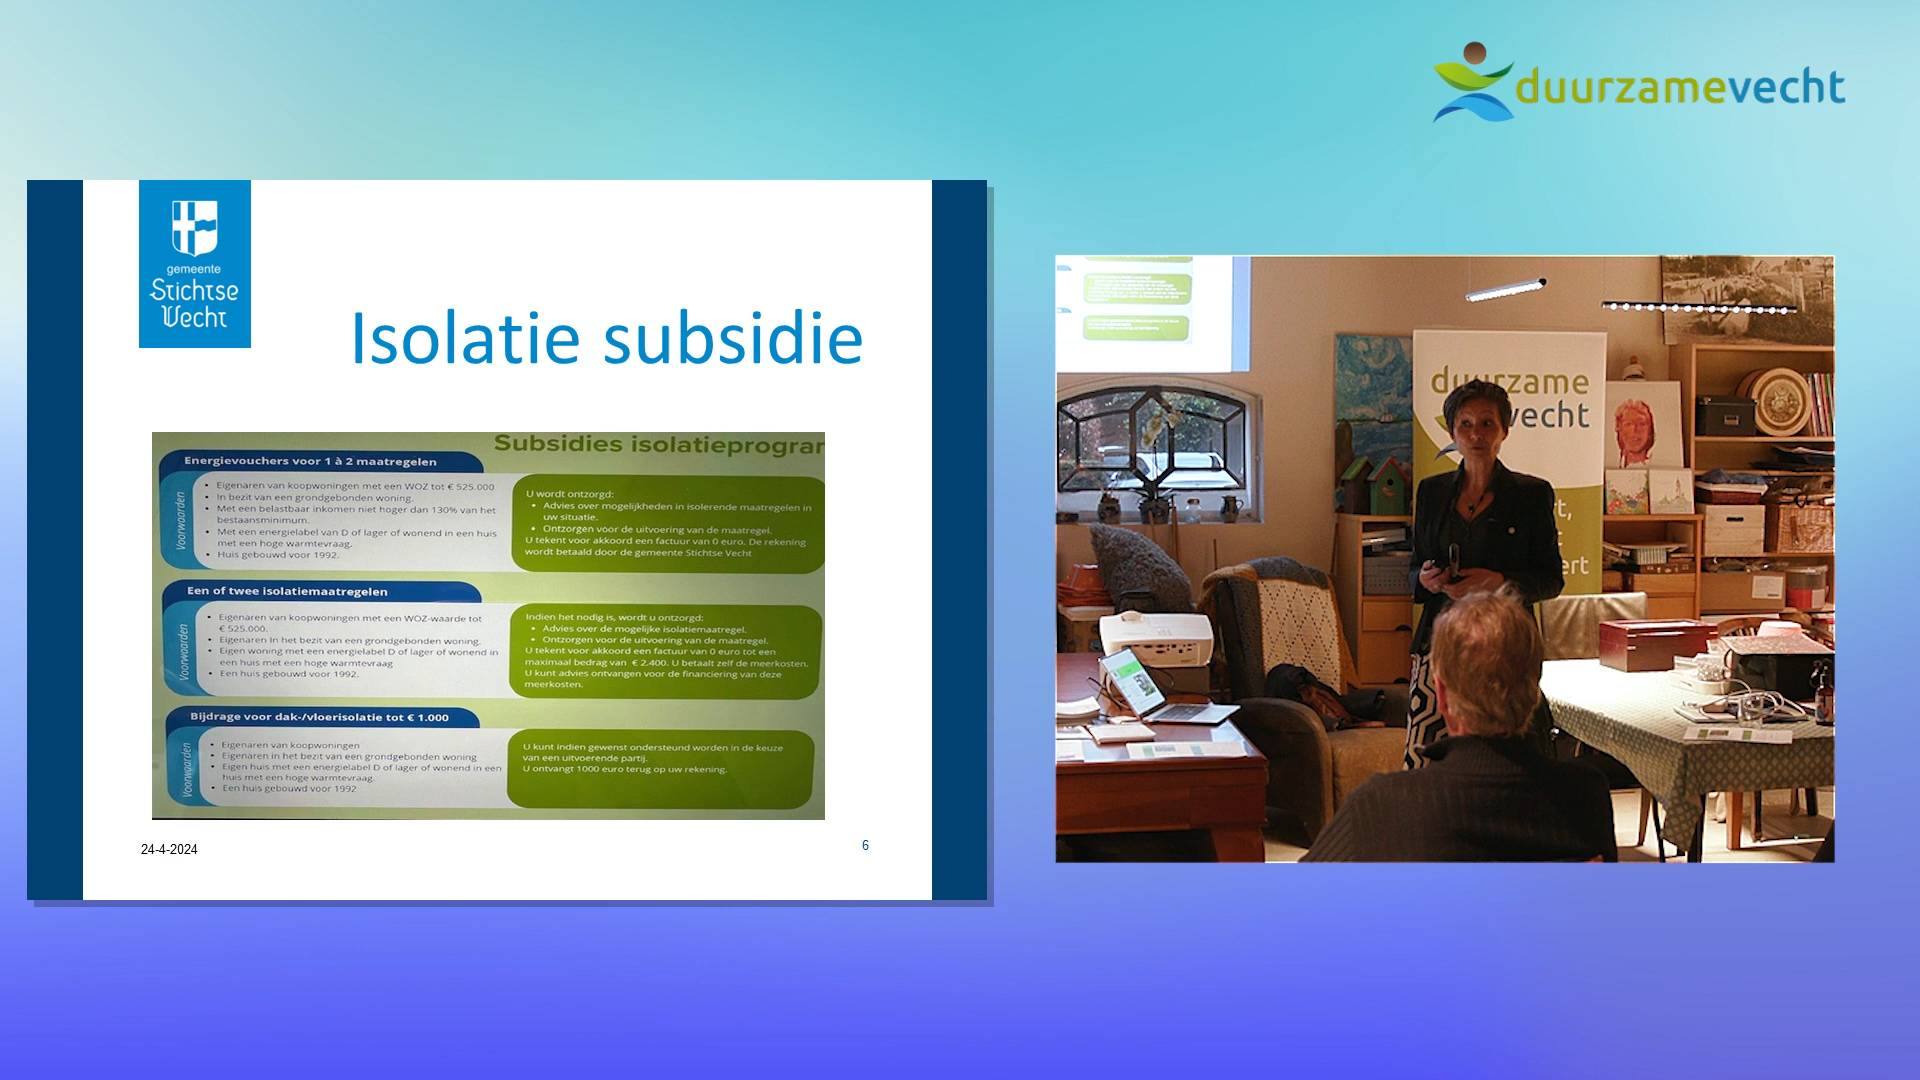 duurzamevecht
gemeente
Stichtse
Vecht
Isolatie subsidie
Subsidies isolatieprogram
Energievouchers voor 1 à 2 maatregelen
Voorwaarden
• Eigenaren van koopwoningen met een WOZ tot € 525.000
• In bezit van een grondgebonden woning.
• Met een belastbaar inkomen niet hoger dan 130% van het
bestaansminimum.
• Met een energielabel van D of lager of wonend in een huis
met een hoge warmtevraag.
• Huis gebouwd voor 1992.
U wordt ontzorgd:
• Advies over mogelijkheden in isolerende maatregelen in
uw situatie.
• Ontzorgen voor de uitvoering van de maatregel.
U tekent voor akkoord een factuur van 0 euro. De rekening
wordt betaald door de gemeente Stichtse Vecht
Een of twee isolatiemaatregelen
Voorwaarden
• Eigenaren van koopwoningen met een WOZ-waarde tot
€ 525.000.
• Eigenaren In het bezit van een grondgebonden woning.
• Eigen woning met een energielabel D of lager of wonend in
een huis met een hoge warmtevraag
• Een huis gebouwd voor 1992.
Indien het nodig is, wordt u ontzorgd:
• Advies over de mogelijke isolatiemaatregel.
• Ontzorgen voor de uitvoering van de maatregel.
U tekent voor akkoord een factuur van 0 euro tot een
maximaal bedrag van € 2.400. U betaalt zelf de meerkosten.
U kunt advies ontvangen voor de financiering van deze
meerkosten.
Bijdrage voor dak-/vloerisolatie tot € 1.000
Voorwaarden
• Eigenaren van koopwoningen
• Eigenaren in het bezit van een grondgebonden woning
• Eigen huis met een energielabel D of lager of wonend in een
huis met een hoge warmtevraag.
• Een huis gebouwd voor 1992
U kunt indien gewenst ondersteund worden in de keuze
van een uitvoerende partij.
U ontvangt 1000 euro terug op uw rekening.
24-4-2024
6
duurzame
vecht